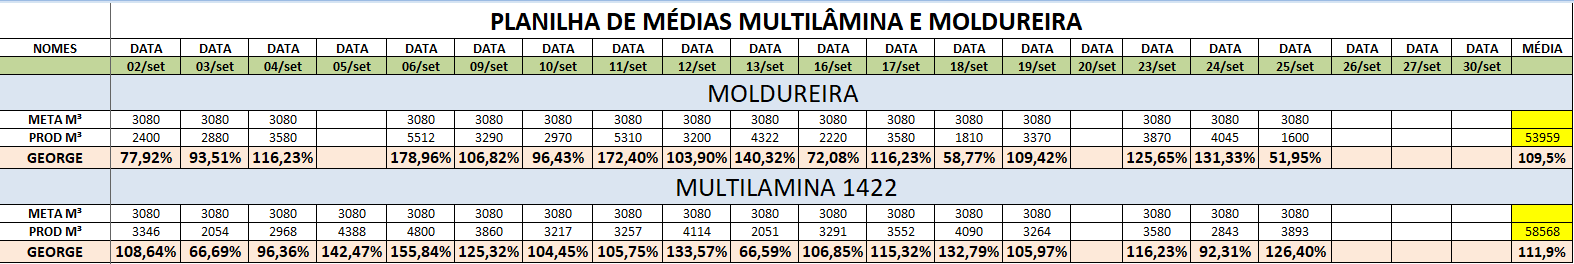 PLANILHA DE MÉDIAS MULTILÂMINA E MOLDUREIRA
NOMES DATA DATA DATA DATA DATA DATA DATA DATA DATA DATA DATA DATA DATA DATA DATA DATA DATA DATA DATA DATA DATA MÉDIA
02/set 03/set 04/set 05/set 06/set 09/set 10/set 11/set 12/set 13/set 16/set 17/set 18/set 19/set 20/set 23/set 24/set 25/set 26/set 27/set 30/set
MOLDUREIRA
META M³ 3080 3080 3080 3080 3080 3080 3080 3080 3080 3080 3080 3080 3080 3080 3080 3080
PROD M³ 2400 2880 3580 5512 3290 2970 5310 3200 4322 2220 3580 1810 3370 3870 4045 1600 53959
GEORGE 77,92% 93,51% 116,23% 178,96% 106,82% 96,43% 172,40% 103,90% 140,32% 72,08% 116,23% 58,77% 109,42% 125,65% 131,33% 51,95% 109,5%
MULTILAMINA 1422
META M³ 3080 3080 3080 3080 3080 3080 3080 3080 3080 3080 3080 3080 3080 3080 3080 3080 3080
PROD M³ 3346 2054 2968 4388 4800 3860 3217 3257 4114 2051 3291 3552 4090 3264 3580 2843 3893 58568
GEORGE 108,64% 66,69% 96,36% 142,47% 155,84% 125,32% 104,45% 105,75% 133,57% 66,59% 106,85% 115,32% 132,79% 105,97% 116,23% 92,31% 126,40% 111,9%